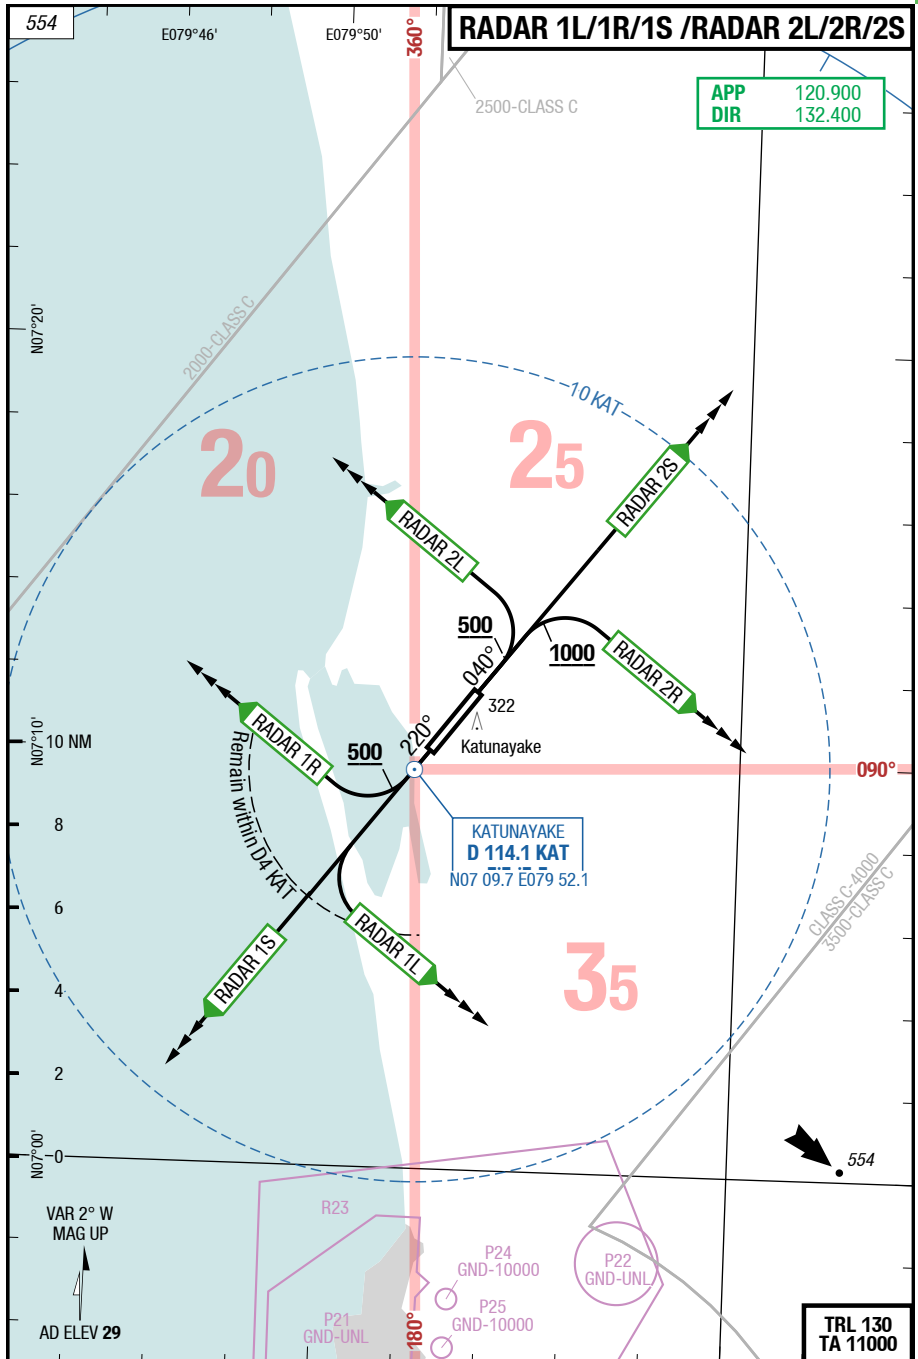 554
E079°46'
E079°50'
360°
RADAR 1L/1R/1S /RADAR 2L/2R/2S
2500-CLASS C
APP 120.900
DIR 132.400
N07°20'
2000-CLASS C
10 KAT
20
25
RADAR 2S
RADAR 2L
500
1000
040°
RADAR 2R
322
Katunayake
220°
RADAR 1R
500
N07°10'
10 NM
090°
Remain within D4 KAT
8
KATUNAYAKE
D 114.1 KAT
N07 09.7 E079 52.1
CLASS C-4000
3500-CLASS C
6
RADAR 1L
RADAR 1S
35
4
2
N07°00'
0
554
VAR 2° W
MAG UP
R23
P24
GND-10000
P22
GND-UNL
P25
GND-10000
P21
GND-UNL
AD ELEV 29
180°
TRL 130
TA 11000